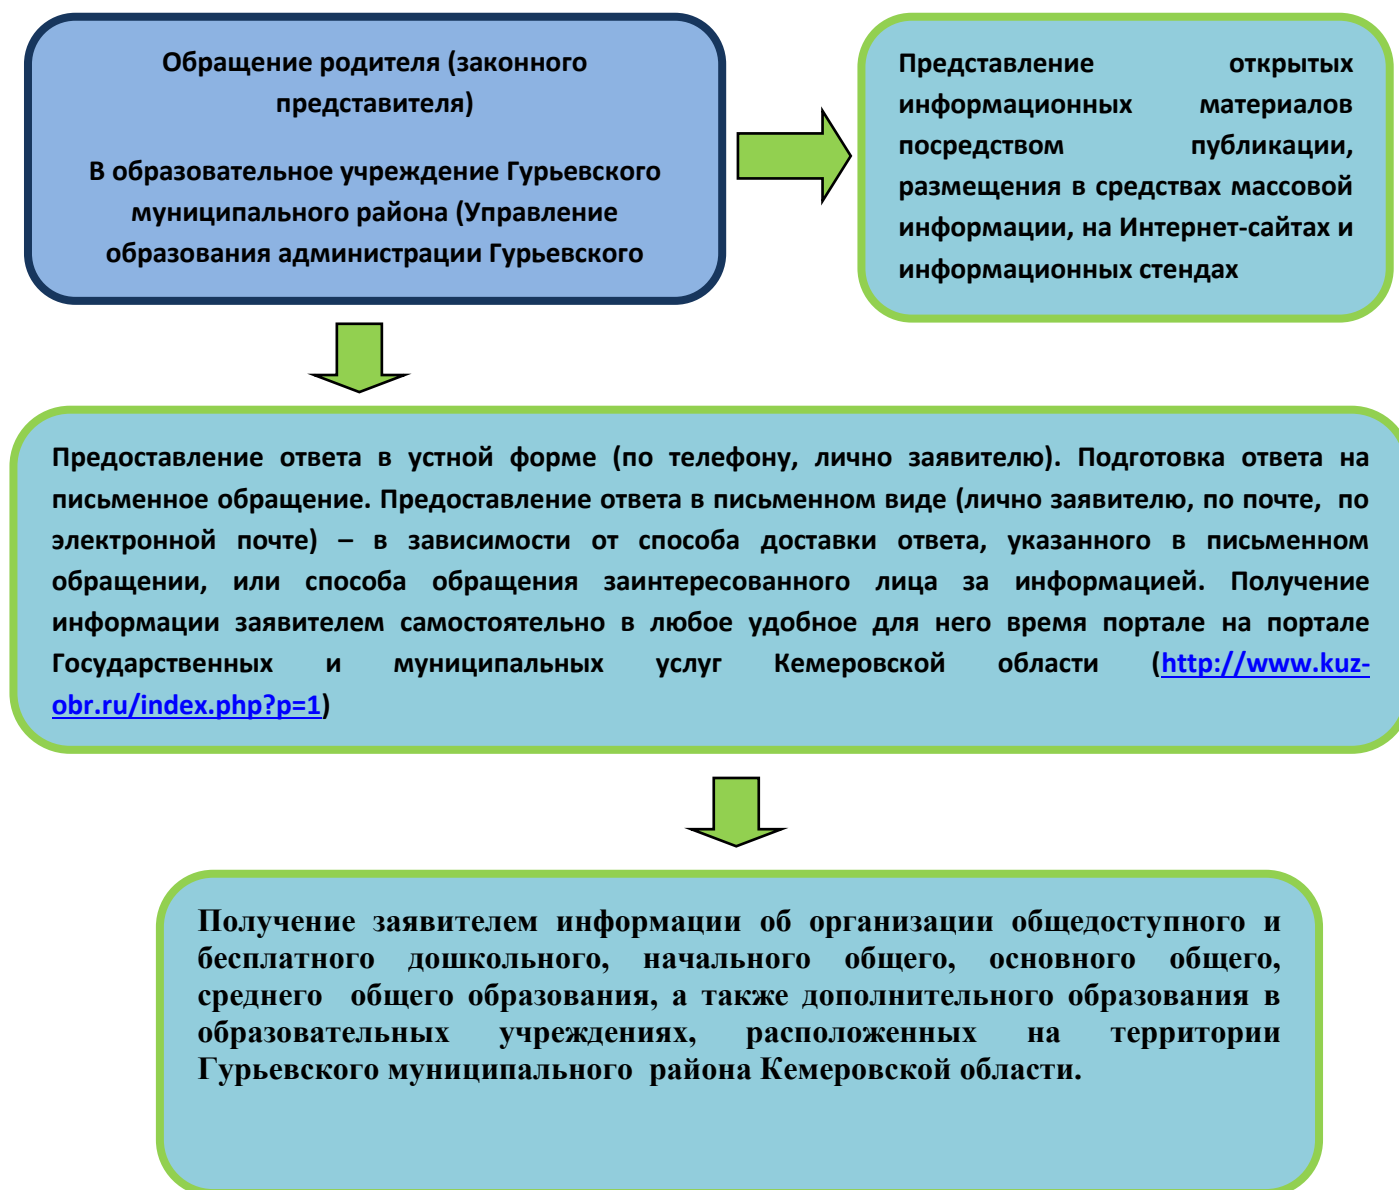 Обращение родителя (законного
представителя)
В образовательное учреждение Гурьевского
муниципального района (Управление
образования администрации Гурьевского
Представление открытых
информационных материалов
посредством публикации,
размещения в средствах массовой
информации, на Интернет-сайтах и
информационных стендах
Предоставление ответа в устной форме (по телефону, лично заявителю). Подготовка ответа на
письменное обращение. Предоставление ответа в письменном виде (лично заявителю, по почте, по
электронной почте) – в зависимости от способа доставки ответа, указанного в письменном
обращении, или способа обращения заинтересованного лица за информацией. Получение
информации заявителем самостоятельно в любое удобное для него время портале на портале
Государственных и муниципальных услуг Кемеровской области (http://www.kuz-
obr.ru/index.php?p=1)
Получение заявителем информации об организации общедоступного и
бесплатного дошкольного, начального общего, основного общего,
среднего общего образования, а также дополнительного образования в
образовательных учреждениях, расположенных на территории
Гурьевского муниципального района Кемеровской области.